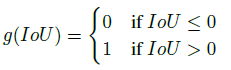 g(IoU) = { 0 if IoU ≤ 0
1 if IoU > 0